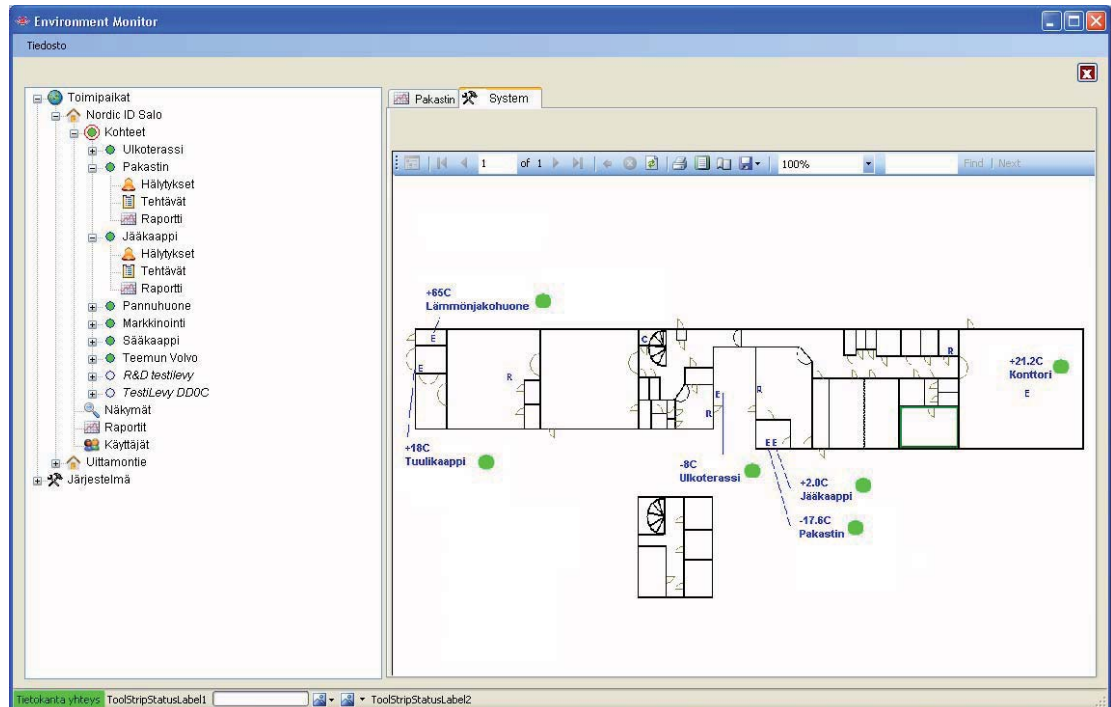 Environment Monitor
Tiedosto
Toimipaikat
Nordic ID Salo
Kohteet
Ulkoterassi
Pakastin
Hälytykset
Tehtävät
Raportti
Jääkaappi
Hälytykset
Tehtävät
Raportti
Pannuhuone
Markkinointi
Sääkaappi
Teemun Volvo
R&D testilevy
TestiLevy DD0C
Näkymät
Raportit
Käyttäjät
Uittamontie
Järjestelmä
Pakastin System
1 of 1 100% Find | Next
+65C
Lämmönjakohuone
E
E
R
C
E
R
R
R
+21.2C
Konttori
E
E E
+18C
Tuulikaappi
-8C
Ulkoterassi
+2.0C
Jääkaappi
-17.6C
Pakastin
Tietokanta yhteys ToolStripStatusLabel1 ToolStripStatusLabel2